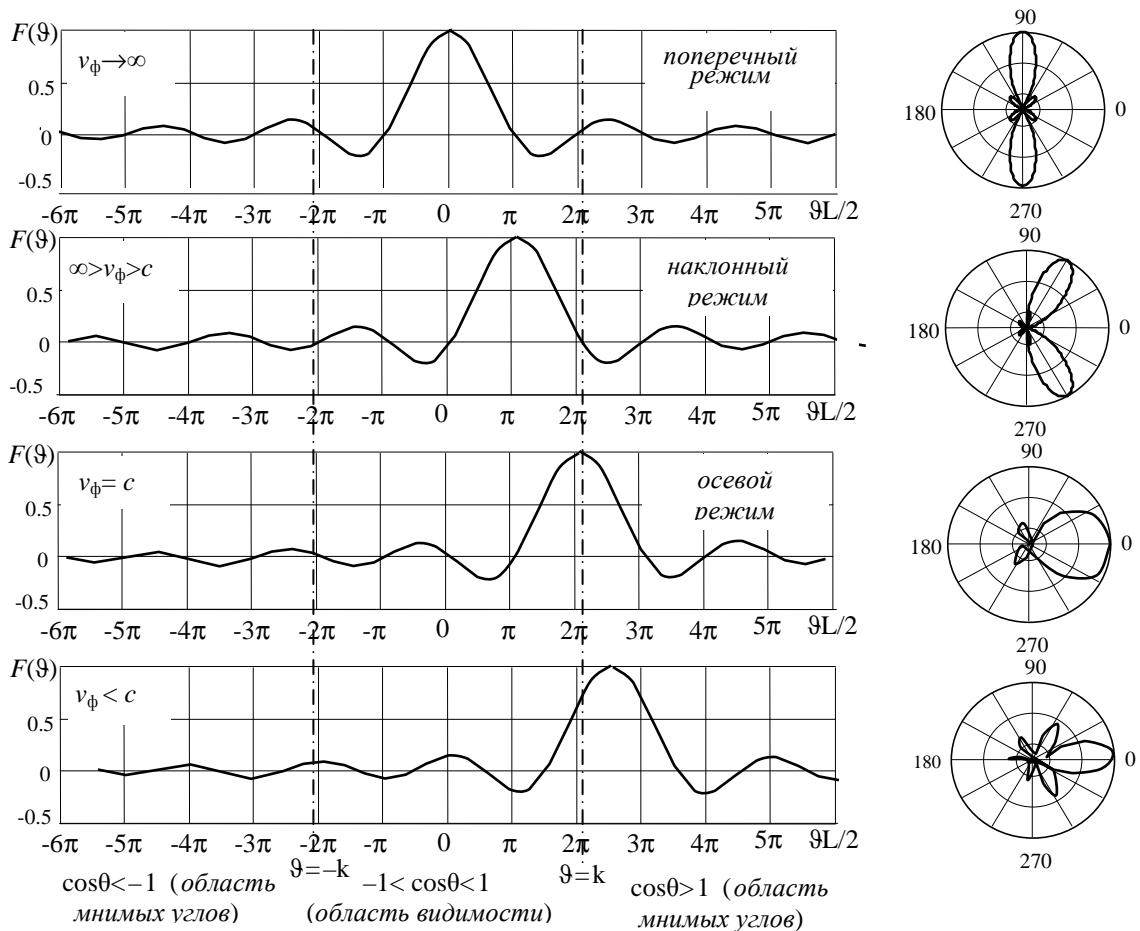 F(ϑ)
vф→∞
поперечный
режим
0.5
0
-0.5
-6π -5π -4π -3π -2π -π 0 π 2π 3π 4π 5π ϑL/2
90
180
0
270
F(ϑ)
∞>vф>c
наклонный
режим
0.5
0
-0.5
-6π -5π -4π -3π -2π -π 0 π 2π 3π 4π 5π ϑL/2
90
180
0
270
F(ϑ)
vф= c
осевой
режим
0.5
0
-0.5
-6π -5π -4π -3π -2π -π 0 π 2π 3π 4π 5π ϑL/2
90
180
0
270
F(ϑ)
vф < c
0.5
0
-0.5
-6π -5π -4π -3π -2π -π 0 π 2π 3π 4π 5π ϑL/2
90
180
0
270
cosθ<−1 (область
мнимых углов)
ϑ=−k
−1< cosθ<1
(область видимости)
ϑ=k
cosθ>1 (область
мнимых углов)